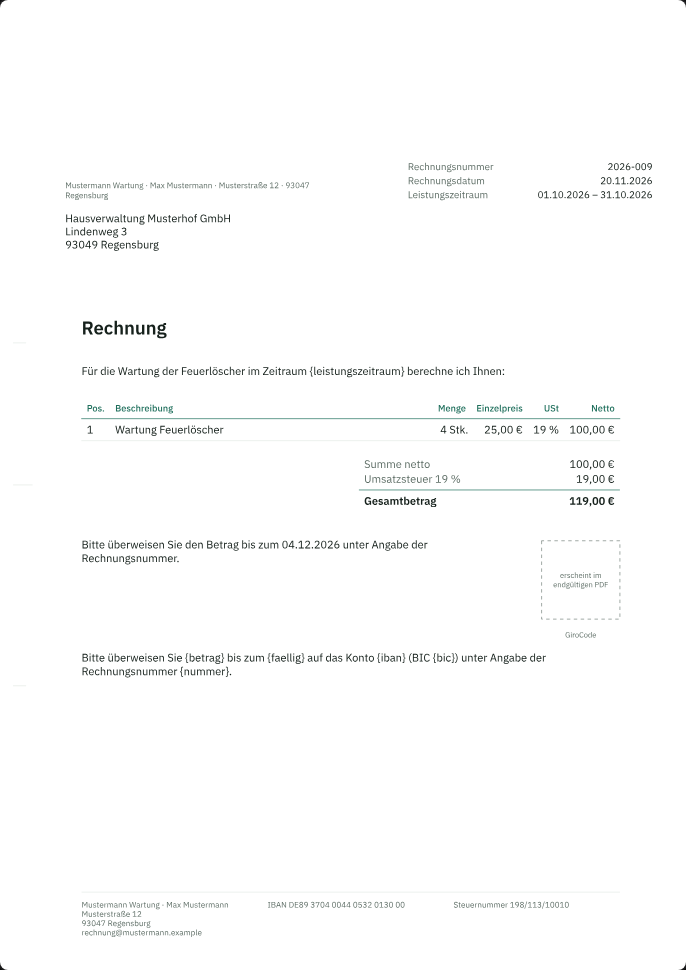 Rechnungsnummer 2026-009
Rechnungsdatum 20.11.2026
Leistungszeitraum 01.10.2026 – 31.10.2026
Mustermann Wartung · Max Mustermann · Musterstraße 12 · 93047
Regensburg
Hausverwaltung Musterhof GmbH
Lindenweg 3
93049 Regensburg
Rechnung
Für die Wartung der Feuerlöscher im Zeitraum {leistungszeitraum} berechne ich Ihnen:
Pos. Beschreibung Menge Einzelpreis USt Netto
1 Wartung Feuerlöscher 4 Stk. 25,00 € 19 % 100,00 €
Summe netto 100,00 €
Umsatzsteuer 19 % 19,00 €
Gesamtbetrag 119,00 €
Bitte überweisen Sie den Betrag bis zum 04.12.2026 unter Angabe der
Rechnungsnummer.
erscheint im
endgültigen PDF
GiroCode
Bitte überweisen Sie {betrag} bis zum {faellig} auf das Konto {iban} (BIC {bic}) unter Angabe der
Rechnungsnummer {nummer}.
Mustermann Wartung · Max Mustermann IBAN DE89 3704 0044 0532 0130 00 Steuernummer 198/113/10010
Musterstraße 12
93047 Regensburg
rechnung@mustermann.example